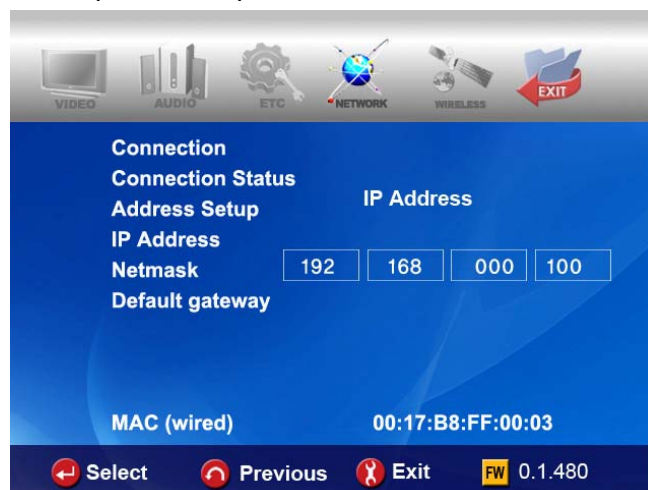 VIDEO AUDIO ETC NETWORK WIRELESS EXIT
Connection
Connection Status
Address Setup
IP Address
IP Address
Netmask
192 168 000 100
Default gateway
MAC (wired) 00:17:B8:FF:00:03
Select Previous Exit FW 0.1.480